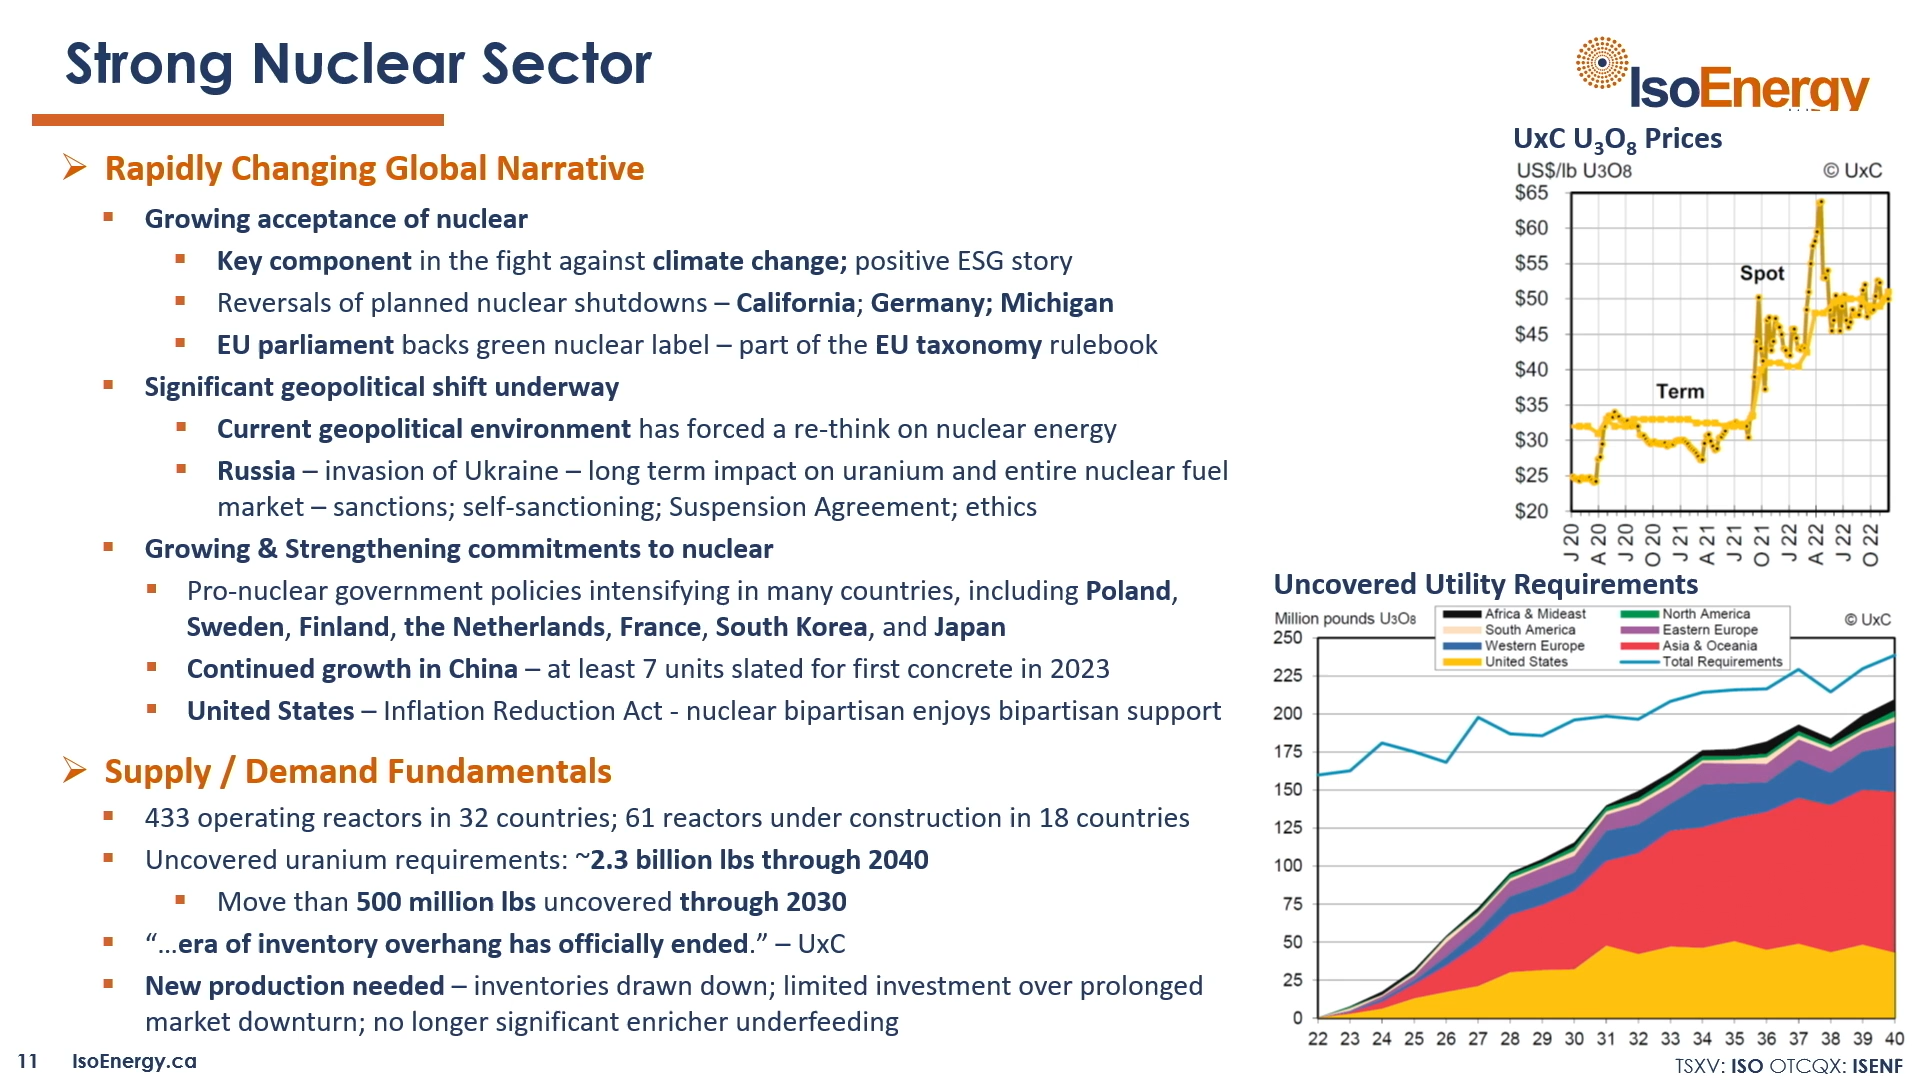 Strong Nuclear Sector
IsoEnergy
➢ Rapidly Changing Global Narrative
▪ Growing acceptance of nuclear
▪ Key component in the fight against climate change; positive ESG story
▪ Reversals of planned nuclear shutdowns – California; Germany; Michigan
▪ EU parliament backs green nuclear label – part of the EU taxonomy rulebook
▪ Significant geopolitical shift underway
▪ Current geopolitical environment has forced a re-think on nuclear energy
▪ Russia – invasion of Ukraine – long term impact on uranium and entire nuclear fuel
market – sanctions; self-sanctioning; Suspension Agreement; ethics
▪ Growing & Strengthening commitments to nuclear
▪ Pro-nuclear government policies intensifying in many countries, including Poland,
Sweden, Finland, the Netherlands, France, South Korea, and Japan
▪ Continued growth in China – at least 7 units slated for first concrete in 2023
▪ United States – Inflation Reduction Act - nuclear bipartisan enjoys bipartisan support
➢ Supply / Demand Fundamentals
▪ 433 operating reactors in 32 countries; 61 reactors under construction in 18 countries
▪ Uncovered uranium requirements: ~2.3 billion lbs through 2040
▪ Move than 500 million lbs uncovered through 2030
▪ “…era of inventory overhang has officially ended.” – UxC
▪ New production needed – inventories drawn down; limited investment over prolonged
market downturn; no longer significant enricher underfeeding
UxC U₃O₈ Prices
US$/lb U3O8 © UxC
$65
$60
$55
$50
$45
$40
$35
$30
$25
$20
Spot
Term
J 20 A 20 J 20 O 20 J 21 A 21 J 21 O 21 J 22 A 22 J 22 O 22
Uncovered Utility Requirements
Million pounds U3O8 © UxC
Africa & Mideast North America
South America Eastern Europe
Western Europe Asia & Oceania
United States Total Requirements
250
225
200
175
150
125
100
75
50
25
0
22 23 24 25 26 27 28 29 30 31 32 33 34 35 36 37 38 39 40
11 IsoEnergy.ca
TSXV: ISO OTCQX: ISENF